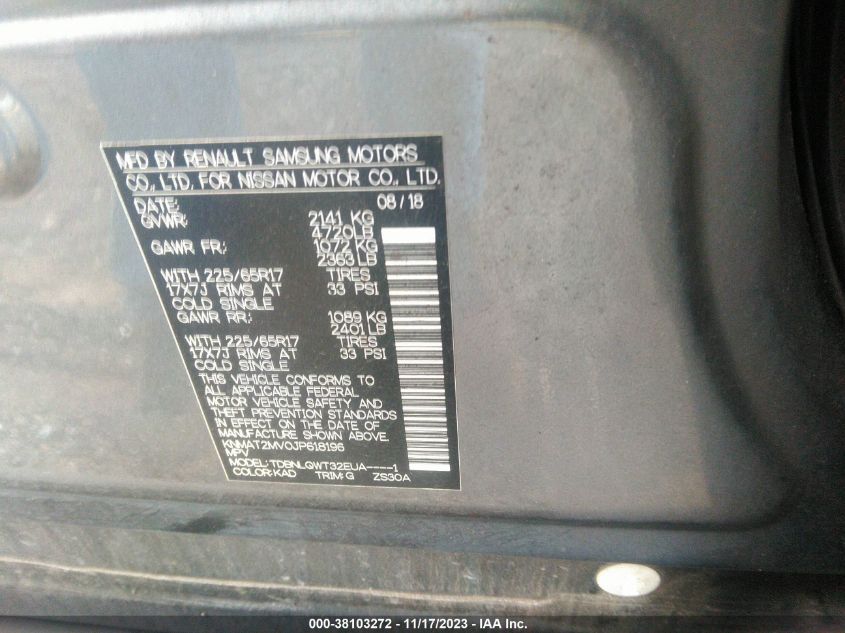 MFD BY RENAULT SAMSUNG MOTORS
CO., LTD. FOR NISSAN MOTOR CO., LTD.
DATE: 08/18
GVWR: 2141 KG
4720LB
GAWR FR: 1072 KG
2363 LB
WITH 225/65R17 TIRES
17X7J RIMS AT 33 PSI
COLD SINGLE
GAWR RR: 1089 KG
2401 LB
WITH 225/65R17 TIRES
17X7J RIMS AT 33 PSI
COLD SINGLE
THIS VEHICLE CONFORMS TO
ALL APPLICABLE FEDERAL
MOTOR VEHICLE SAFETY AND
THEFT PREVENTION STANDARDS
IN EFFECT ON THE DATE OF
MANUFACTURE SHOWN ABOVE.
KNMAT2MV0JP618196
MPV
MODEL: TDBNLGWT32EUA----1
COLOR:KAD TRIM: G ZS30A
000-38103272 - 11/17/2023 - IAA Inc.